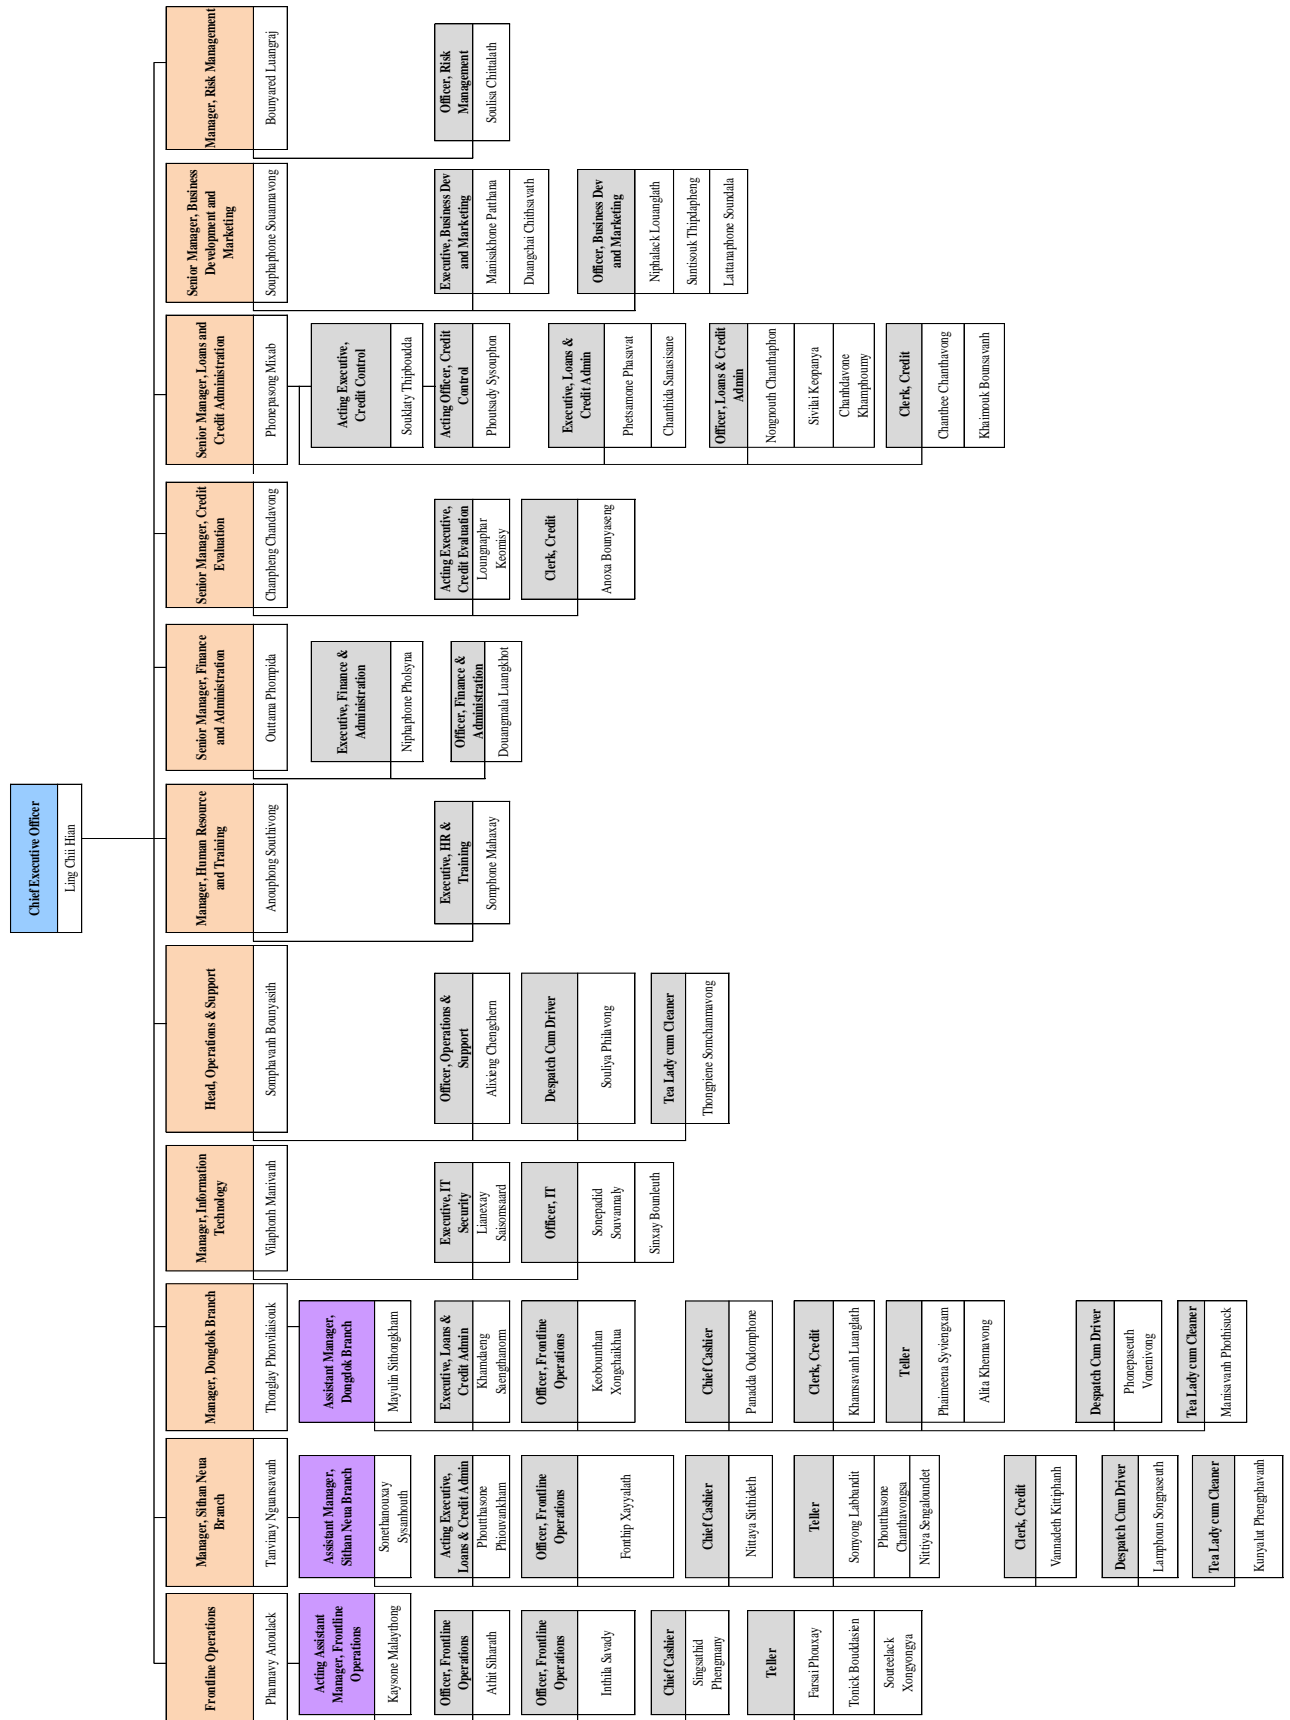 Chief Executive Officer
Ling Chii Hian
Frontline Operations
Phamavy Anoulack
Acting Assistant
Manager, Frontline
Operations
Kaysone Malaythong
Officer, Frontline
Operations
Athit Siharath
Officer, Frontline
Operations
Inthila Savady
Chief Cashier
Singsathid
Phengmany
Teller
Farsai Phouxay
Tonick Bouddasien
Souteelack
Xongyongya
Manager, Sithan Neua
Branch
Tanvinay Nguansavanh
Assistant Manager,
Sithan Neua Branch
Sonethanouxay
Sysanhouth
Acting Executive,
Loans & Credit Admin
Phoutthasone
Phiouvankham
Officer, Frontline
Operations
Fonthip Xayyalath
Chief Cashier
Nittaya Sitthideth
Teller
Somyong Labbandit
Phoutthasone
Chanthavongsa
Nittiya Sengaloundet
Clerk, Credit
Vannadeth Kittiphanh
Despatch Cum Driver
Lamphoun Songpaseuth
Tea Lady cum Cleaner
Kunyalut Phengphavanh
Manager, Dongdok Branch
Thonglay Phonvilaisouk
Assistant Manager,
Dongdok Branch
Mayulin Sithongkham
Executive, Loans &
Credit Admin
Khamdaeng
Saengthanorm
Officer, Frontline
Operations
Keobounthan
Xongchaikhua
Chief Cashier
Panadda Oudomphone
Clerk, Credit
Khamsavanh Luanglath
Teller
Phaimeena Syviengxam
Alita Khennavong
Despatch Cum Driver
Phonepaseuth
Vonenivong
Tea Lady cum Cleaner
Manisavanh Phothisuck
Manager, Information
Technology
Vilaphonh Manivanh
Executive, IT
Security
Lianexay
Saisomsaard
Officer, IT
Sonepadid
Souvannaly
Sinxay Bounleuth
Head, Operations & Support
Somphavanh Bounyasith
Officer, Operations &
Support
Alixieng Chengchern
Despatch Cum Driver
Souliya Philavong
Tea Lady cum Cleaner
Thongpiene Somchanmavong
Manager, Human Resource
and Training
Anouphong Southivong
Executive, HR &
Training
Somphone Mahaxay
Senior Manager, Finance
and Administration
Outtama Phompida
Executive, Finance &
Administration
Niphaphone Pholsyna
Officer, Finance &
Administration
Douangmala Luangkhot
Senior Manager, Credit
Evaluation
Chanpheng Chandavong
Acting Executive,
Credit Evaluation
Loungnaphar
Keomisy
Clerk, Credit
Anoxa Bounyaseng
Senior Manager, Loans and
Credit Administration
Phonepasong Mixab
Acting Executive,
Credit Control
Souklaty Thipboudda
Acting Officer, Credit
Control
Phoutsady Sysouphon
Executive, Loans &
Credit Admin
Phetsamone Phasavat
Chanthida Sanasisane
Officer, Loans & Credit
Admin
Nongnouth Chanthaphon
Sivilai Keopanya
Chanhdavone
Khamphoumy
Clerk, Credit
Chanthee Chanthavong
Khaimouk Bounsavanh
Senior Manager, Business
Development and
Marketing
Souphaphone Souannavong
Executive, Business Dev
and Marketing
Manisakhone Patthana
Duangchai Chithsavath
Officer, Business Dev
and Marketing
Niphalack Louanglath
Suntisouk Thipdapheng
Lattanaphone Soundala
Manager, Risk Management
Bounyared Luangraj
Officer, Risk
Management
Soulisa Chittalath